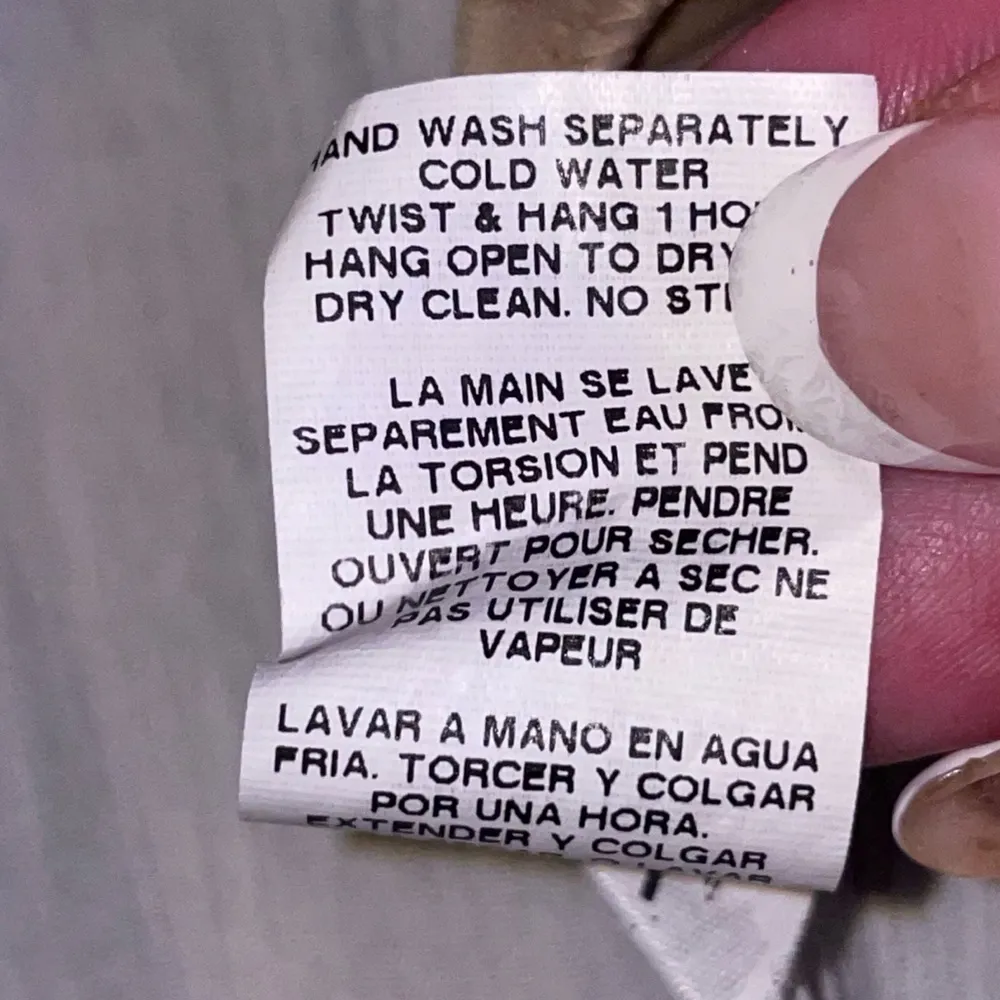 HAND WASH SEPARATELY
COLD WATER
TWIST & HANG 1
HANG OPEN TO DRY
DRY CLEAN. NO
LA MAIN SE LAVE
SEPAREMENT EAU
LA TORSION ET PEND
UNE HEURE. PENDRE
OUVERT POUR SECHER.
OU NETTOYER A SEC NE
PAS UTILISER DE
VAPEUR
LAVAR A MANO EN AGUA
FRIA. TORCER Y COLGAR
POR UNA HORA.
EXTENDER Y COLGAR